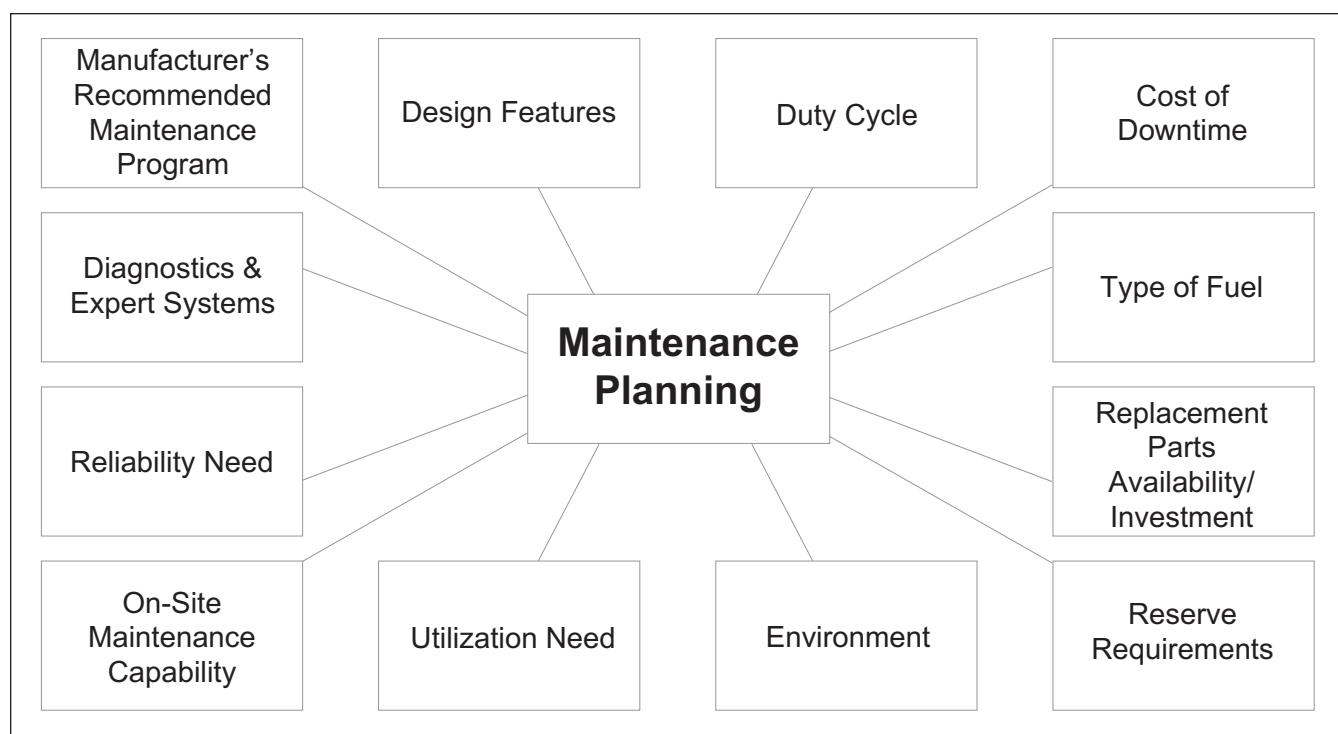 Manufacturer's
Recommended
Maintenance
Program
Design Features
Duty Cycle
Cost of
Downtime
Diagnostics &
Expert Systems
Type of Fuel
Maintenance
Planning
Reliability Need
Replacement
Parts
Availability/
Investment
On-Site
Maintenance
Capability
Utilization Need
Environment
Reserve
Requirements